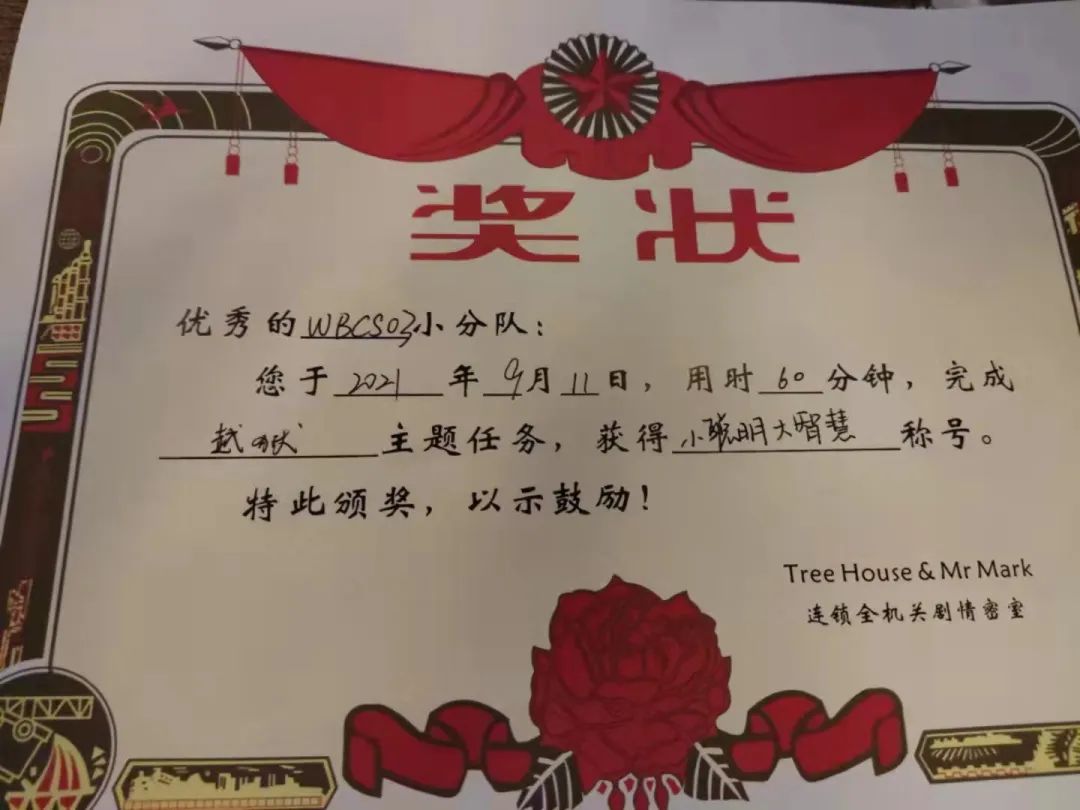 奖状
优秀的WBCS03小分队：
您于2021年9月11日，用时60分钟，完成
越狱主题任务，获得小聪明大智慧称号。
特此颁奖，以示鼓励！
Tree House & Mr Mark
连锁全机关剧情密室